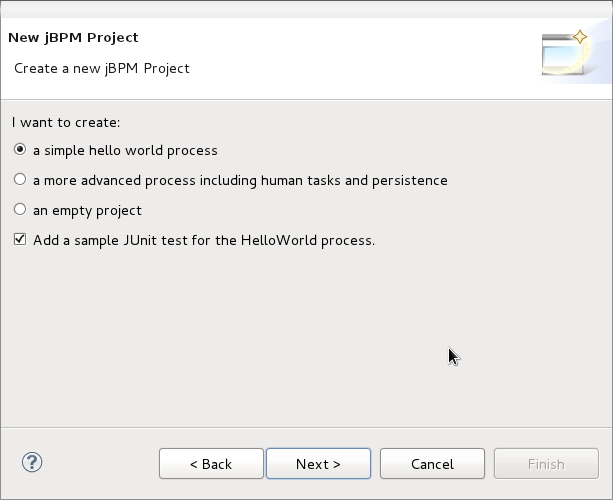 New jBPM Project
Create a new jBPM Project
I want to create:
a simple hello world process
a more advanced process including human tasks and persistence
an empty project
Add a sample JUnit test for the HelloWorld process.
?
< Back
Next >
Cancel
Finish